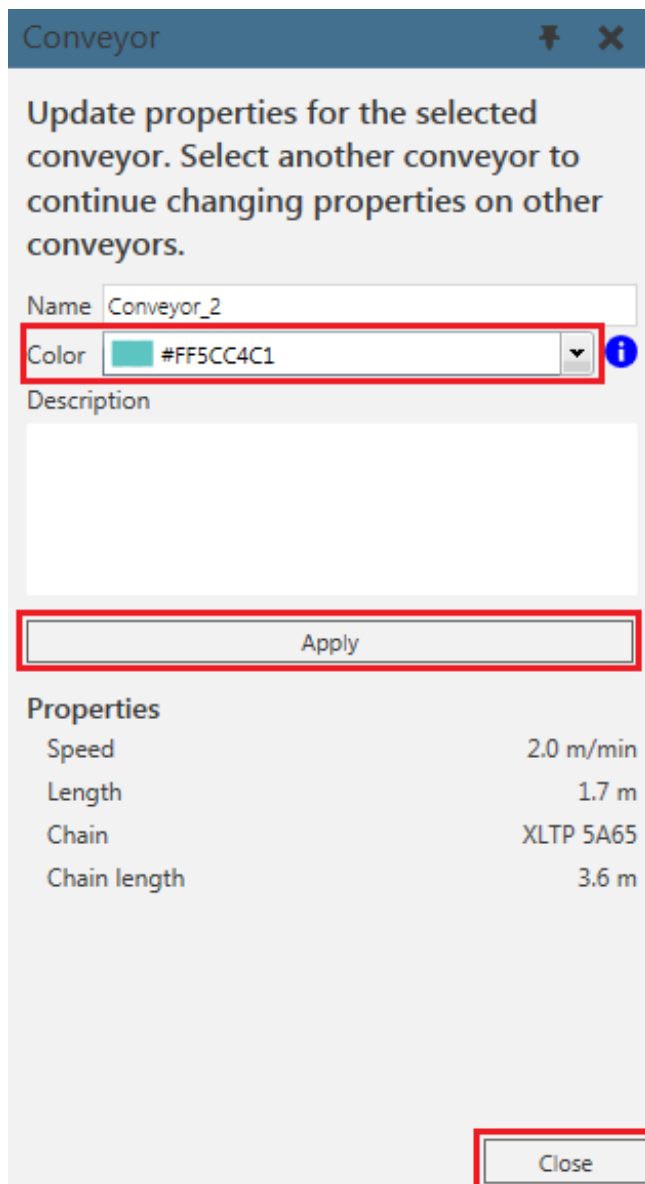 Conveyor
Update properties for the selected
conveyor. Select another conveyor to
continue changing properties on other
conveyors.
Name Conveyor_2
Color #FF5CC4C1
Description
Apply
Properties
Speed 2.0 m/min
Length 1.7 m
Chain XLTP 5A65
Chain length 3.6 m
Close